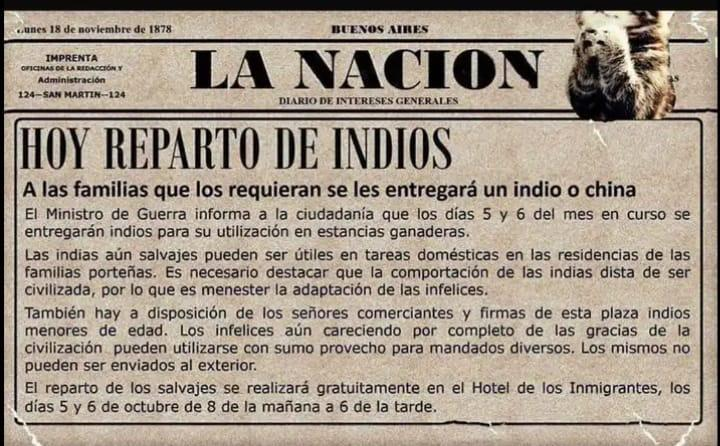 Lunes 18 de noviembre de 1878
BUENOS AIRES
IMPRENTA
OFICINAS DE LA REDACCIÓN Y
Administración
124—SAN MARTIN—124
LA NACION
DIARIO DE INTERESES GENERALES
HOY REPARTO DE INDIOS
A las familias que los requieran se les entregará un indio o china
El Ministro de Guerra informa a la ciudadanía que los días 5 y 6 del mes en curso se
entregarán indios para su utilización en estancias ganaderas.
Las indias aún salvajes pueden ser útiles en tareas domésticas en las residencias de las
familias porteñas. Es necesario destacar que la comportación de las indias dista de ser
civilizada, por lo que es menester la adaptación de las infelices.
También hay a disposición de los señores comerciantes y firmas de esta plaza indios
menores de edad. Los infelices aún careciendo por completo de las gracias de la
civilización pueden utilizarse con sumo provecho para mandados diversos. Los mismos no
pueden ser enviados al exterior.
El reparto de los salvajes se realizará gratuitamente en el Hotel de los Inmigrantes, los
días 5 y 6 de octubre de 8 de la mañana a 6 de la tarde.